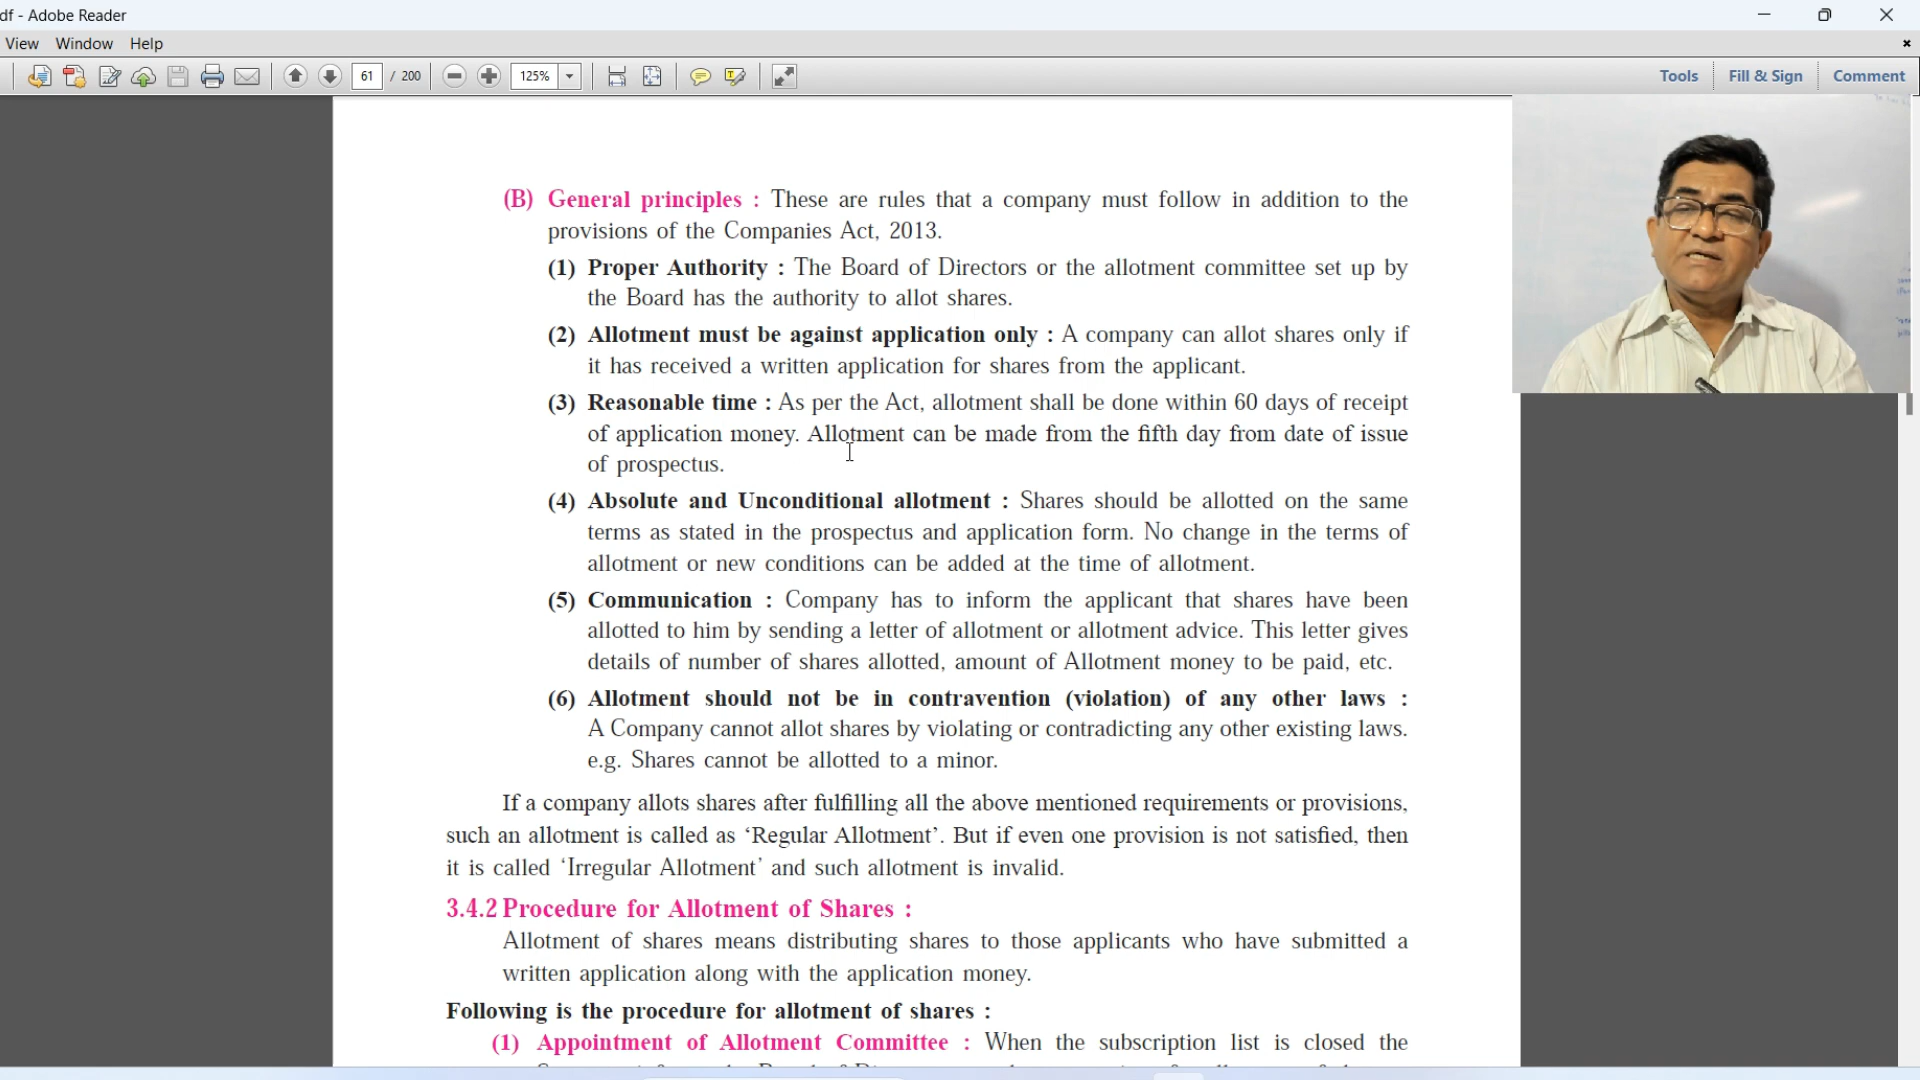 df - Adobe Reader
View Window Help
61 / 200 125% Tools Fill & Sign Comment
(B) General principles : These are rules that a company must follow in addition to the
provisions of the Companies Act, 2013.
(1) Proper Authority : The Board of Directors or the allotment committee set up by
the Board has the authority to allot shares.
(2) Allotment must be against application only : A company can allot shares only if
it has received a written application for shares from the applicant.
(3) Reasonable time : As per the Act, allotment shall be done within 60 days of receipt
of application money. Allotment can be made from the fifth day from date of issue
of prospectus.
(4) Absolute and Unconditional allotment : Shares should be allotted on the same
terms as stated in the prospectus and application form. No change in the terms of
allotment or new conditions can be added at the time of allotment.
(5) Communication : Company has to inform the applicant that shares have been
allotted to him by sending a letter of allotment or allotment advice. This letter gives
details of number of shares allotted, amount of Allotment money to be paid, etc.
(6) Allotment should not be in contravention (violation) of any other laws :
A Company cannot allot shares by violating or contradicting any other existing laws.
e.g. Shares cannot be allotted to a minor.
If a company allots shares after fulfilling all the above mentioned requirements or provisions,
such an allotment is called as ‘Regular Allotment’. But if even one provision is not satisfied, then
it is called ‘Irregular Allotment’ and such allotment is invalid.
3.4.2 Procedure for Allotment of Shares :
Allotment of shares means distributing shares to those applicants who have submitted a
written application along with the application money.
Following is the procedure for allotment of shares :
(1) Appointment of Allotment Committee : When the subscription list is closed the